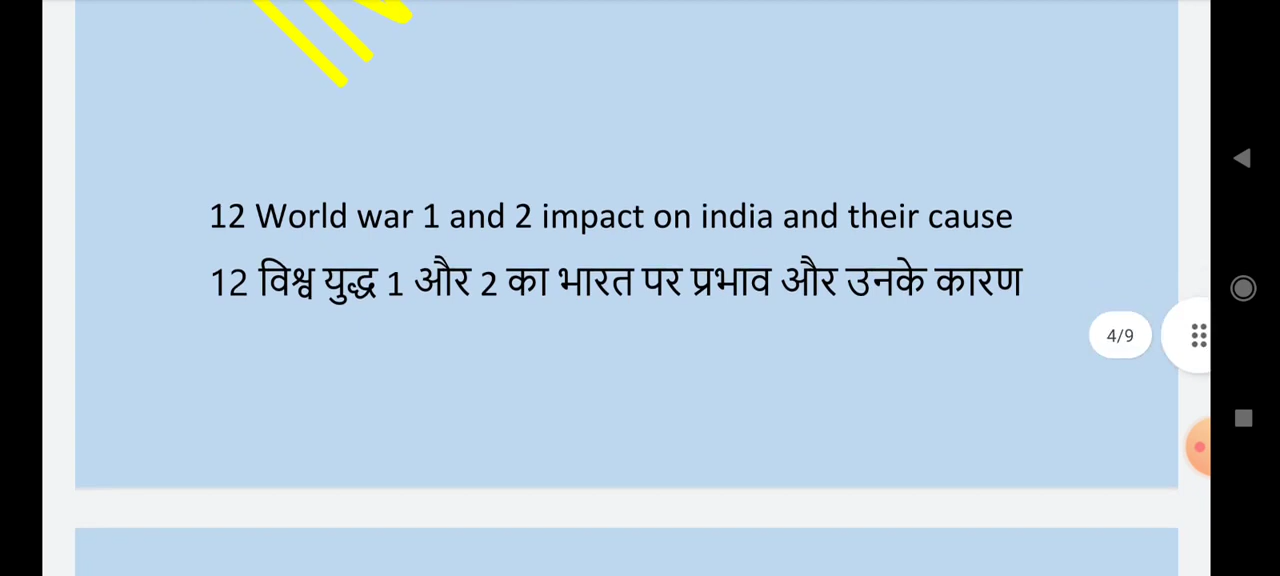 12 World war 1 and 2 impact on india and their cause
12 विश्व युद्ध 1 और 2 का भारत पर प्रभाव और उनके कारण
4/9